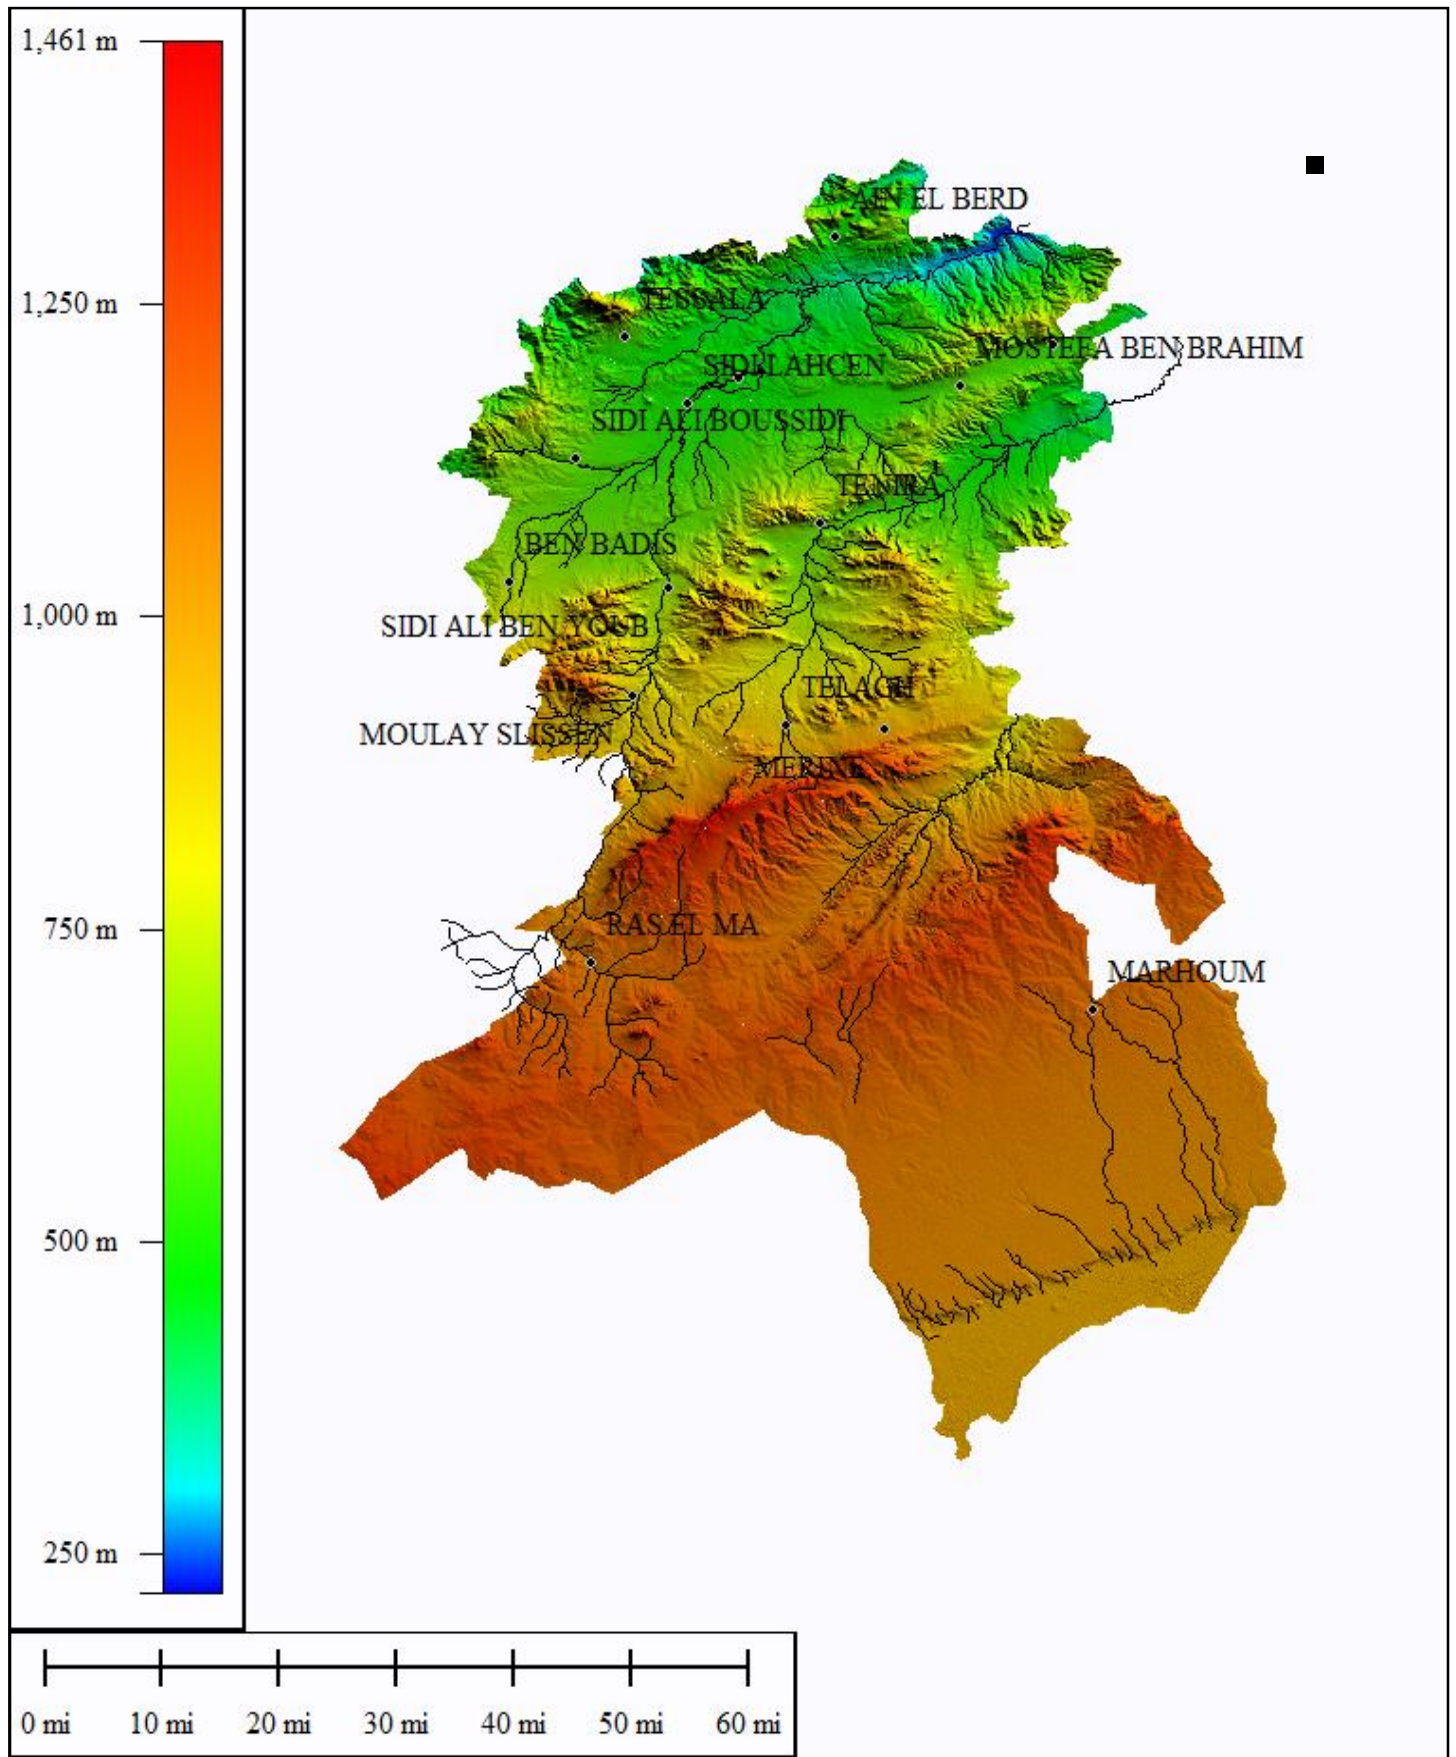 1,461 m
1,250 m
1,000 m
750 m
500 m
250 m
AIN EL BERD
TESSALA
MOSTEFA BEN BRAHIM
SIDI LAHCEN
SIDI ALI BOUSSIDI
TENIRA
BEN BADIS
SIDI ALI BEN YOUB
TELAGH
MOULAY SLISSEN
MERINE
RAS EL MA
MARHOUM
0 mi 10 mi 20 mi 30 mi 40 mi 50 mi 60 mi